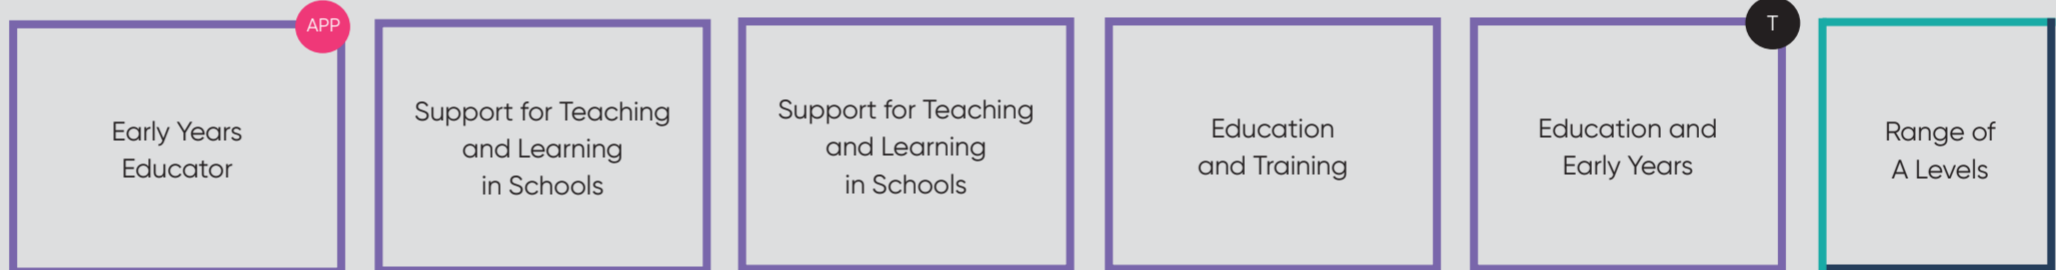 APP
Early Years
Educator
Support for Teaching
and Learning
in Schools
Support for Teaching
and Learning
in Schools
Education
and Training
T
Education and
Early Years
Range of
A Levels